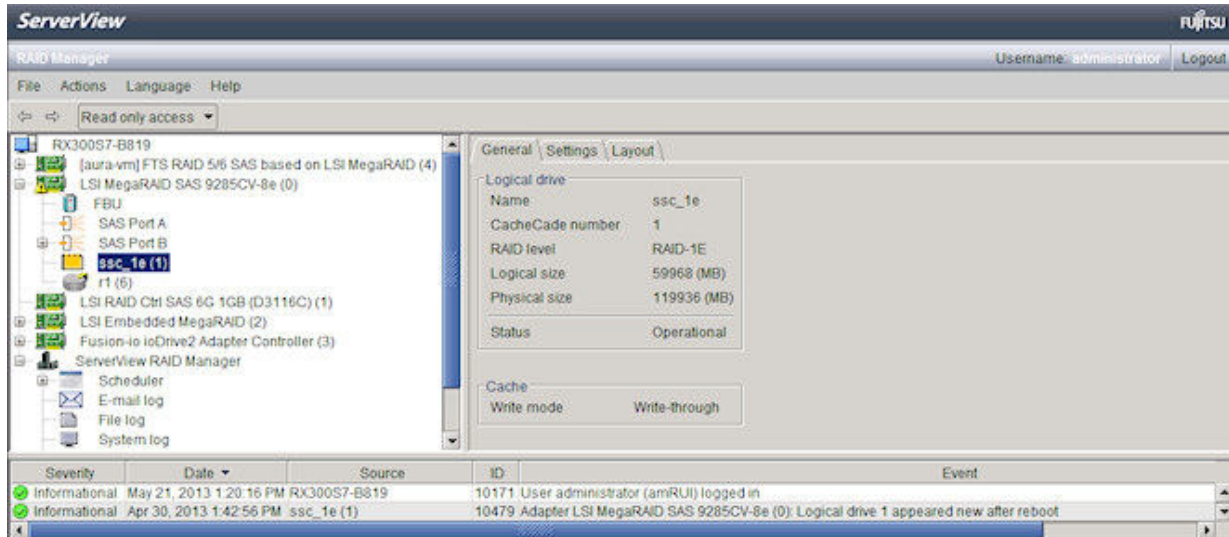 ServerView
FUJITSU
RAID Manager
Username: administrator Logout
File Actions Language Help
Read only access
RX300S7-B819
[aura-vm] FTS RAID 5/6 SAS based on LSI MegaRAID (4)
LSI MegaRAID SAS 9285CV-8e (0)
FBU
SAS Port A
SAS Port B
ssc_1e (1)
r1 (6)
LSI RAID Ctrl SAS 6G 1GB (D3116C) (1)
LSI Embedded MegaRAID (2)
Fusion-io ioDrive2 Adapter Controller (3)
ServerView RAID Manager
Scheduler
E-mail log
File log
System log
General Settings Layout
Logical drive
Name ssc_1e
CacheCade number 1
RAID level RAID-1E
Logical size 59968 (MB)
Physical size 119936 (MB)
Status Operational
Cache
Write mode Write-through
Severity Date Source ID Event
Informational May 21, 2013 1:20:16 PM RX300S7-B819 10171 User administrator (amRUI) logged in
Informational Apr 30, 2013 1:42:56 PM ssc_1e (1) 10479 Adapter LSI MegaRAID SAS 9285CV-8e (0): Logical drive 1 appeared new after reboot